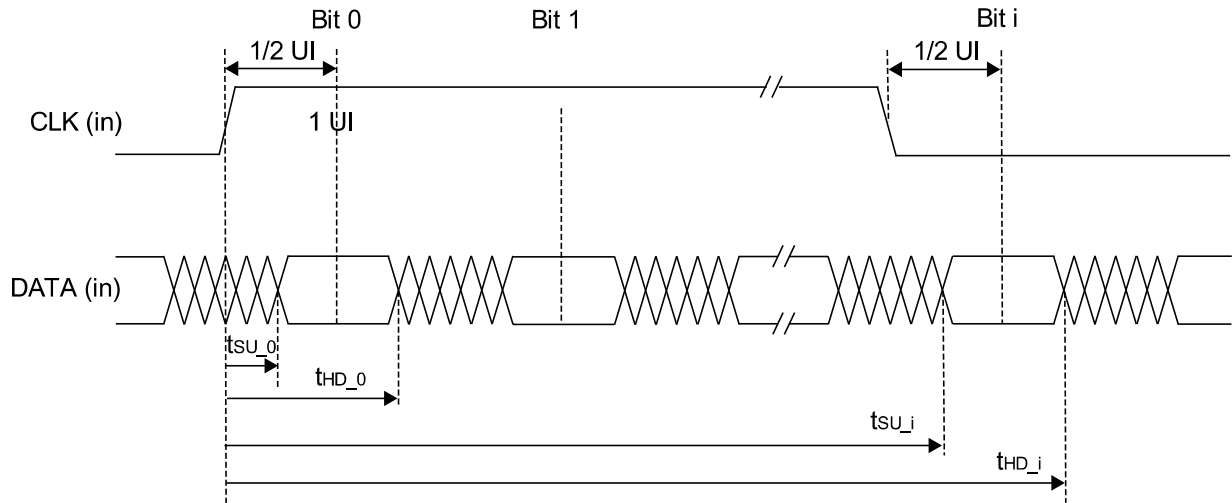 Bit 0
Bit 1
Bit i
1/2 UI
1/2 UI
CLK (in)
1 UI
DATA (in)
tSU_0
tHD_0
tSU_i
tHD_i